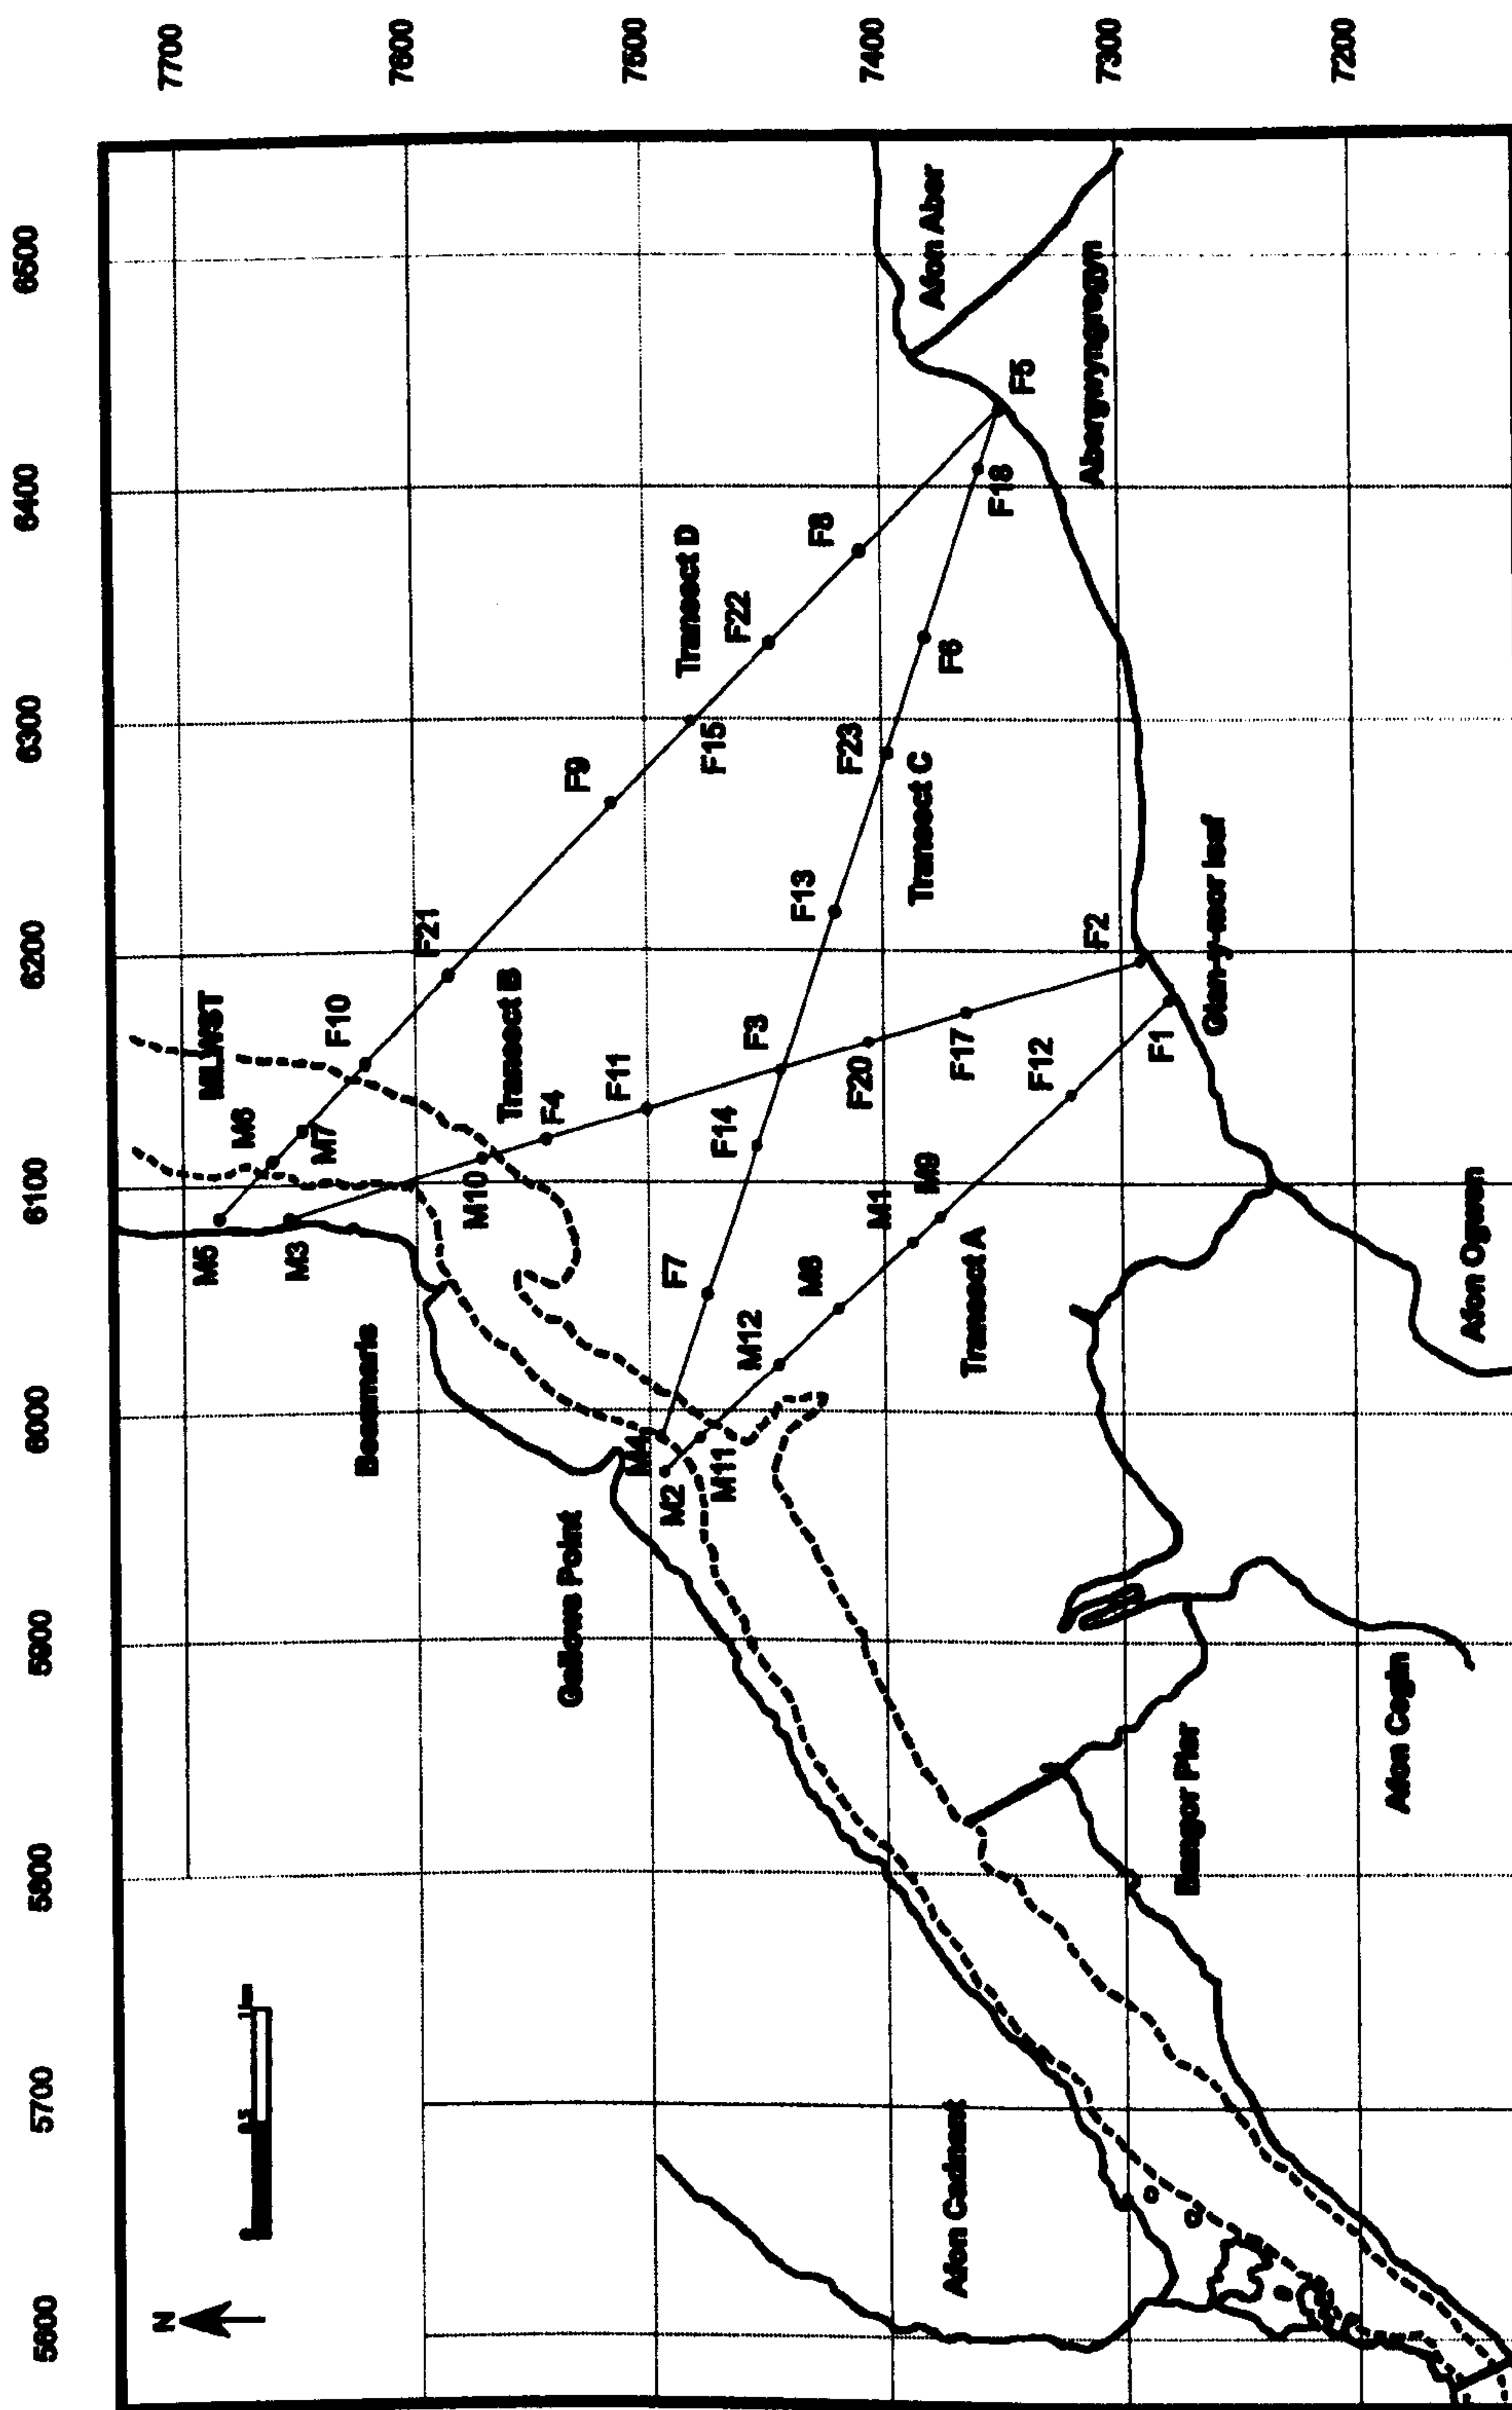 5600 5700 5800 5900 6000 6100 6200 6300 6400 6500
N
7700
MLWST
M5
M6
0.5
F10
M3
M7
Beaumaris
7600
F21
M10
Transect B
F4
Gallows Point
F9
F11
7500
M4
M2
F7
Transect D
M11
F14
F15
M12
F3
F22
M8
F13
F8
M1
F20
F23
7400
M9
Transect C
Afon Aber
Afon Cadnant
Transect A
F17
F6
F18
F5
F12
F2
Abergwyngregyn
7300
F1
Bangor Pier
Glan-y-mor Isaf
7200
Afon Cegin
Afon Ogwen